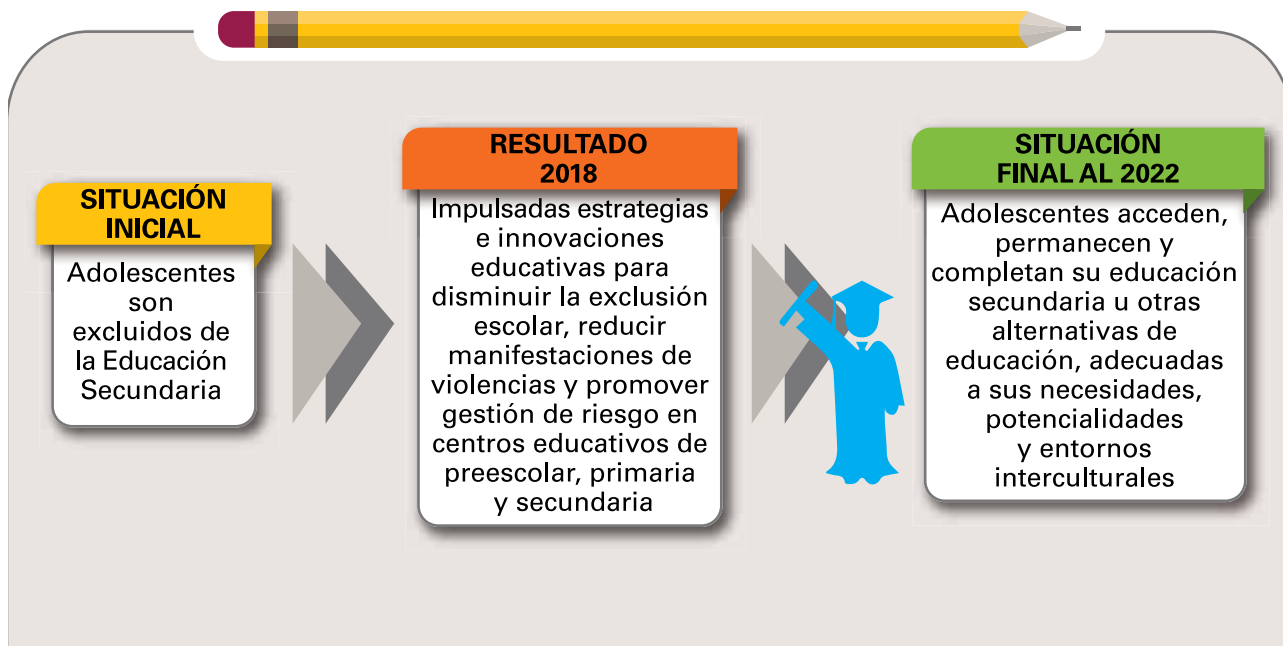 SITUACIÓN
INICIAL
Adolescentes
son
excluidos de
la Educación
Secundaria
RESULTADO
2018
Impulsadas estrategias
e innovaciones
educativas para
disminuir la exclusión
escolar, reducir
manifestaciones de
violencias y promover
gestión de riesgo en
centros educativos de
preescolar, primaria
y secundaria
SITUACIÓN
FINAL AL 2022
Adolescentes acceden,
permanecen y
completan su educación
secundaria u otras
alternativas de
educación, adecuadas
a sus necesidades,
potencialidades
y entornos
interculturales